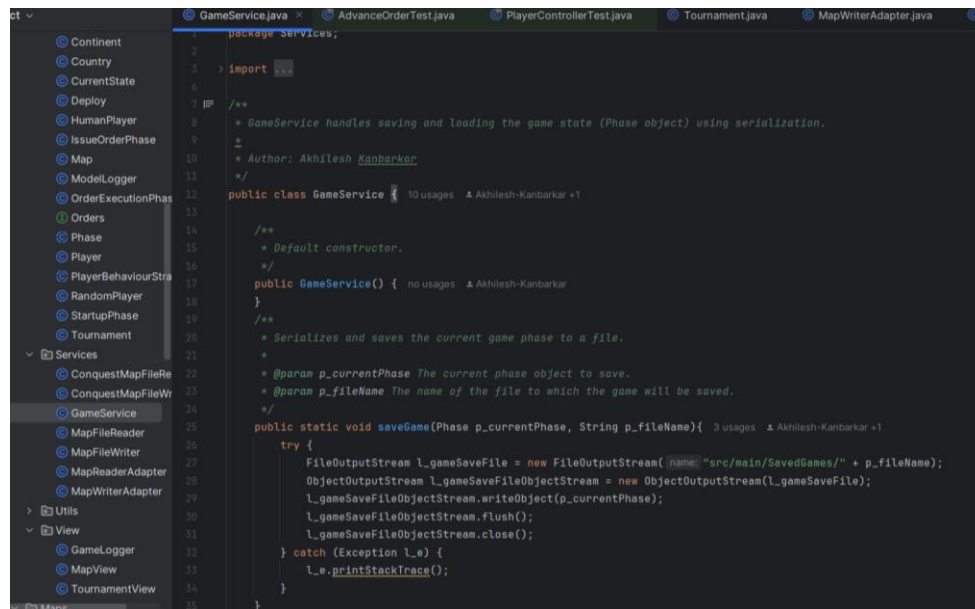 ct
GameService.java
AdvanceOrderTest.java
PlayerControllerTest.java
Tournament.java
MapWriterAdapter.java
Continent
Country
CurrentState
Deploy
HumanPlayer
IssueOrderPhase
Map
ModelLogger
OrderExecutionPhas
Orders
Phase
Player
PlayerBehaviourStra
RandomPlayer
StartupPhase
Tournament
Services
ConquestMapFileRe
ConquestMapFileWr
GameService
MapFileReader
MapFileWriter
MapReaderAdapter
MapWriterAdapter
Utils
View
GameLogger
MapView
TournamentView
Maps
1 package Services;
2
3 > import ...
6
7 /**
8 * GameService handles saving and loading the game state (Phase object) using serialization.
9 *
10 * Author: Akhilesh Kanbarkar
11 */
12 public class GameService { 10 usages Akhilesh-Kanbarkar +1
13
14 /**
15 * Default constructor.
16 */
17 public GameService() { no usages Akhilesh-Kanbarkar
18 }
19 /**
20 * Serializes and saves the current game phase to a file.
21 *
22 * @param p_currentPhase The current phase object to save.
23 * @param p_fileName The name of the file to which the game will be saved.
24 */
25 public static void saveGame(Phase p_currentPhase, String p_fileName){ 3 usages Akhilesh-Kanbarkar +1
26 try {
27 FileOutputStream l_gameSaveFile = new FileOutputStream( name: "src/main/SavedGames/" + p_fileName);
28 ObjectOutputStream l_gameSaveFileObjectStream = new ObjectOutputStream(l_gameSaveFile);
29 l_gameSaveFileObjectStream.writeObject(p_currentPhase);
30 l_gameSaveFileObjectStream.flush();
31 l_gameSaveFileObjectStream.close();
32 } catch (Exception l_e) {
33 l_e.printStackTrace();
34 }
35 }